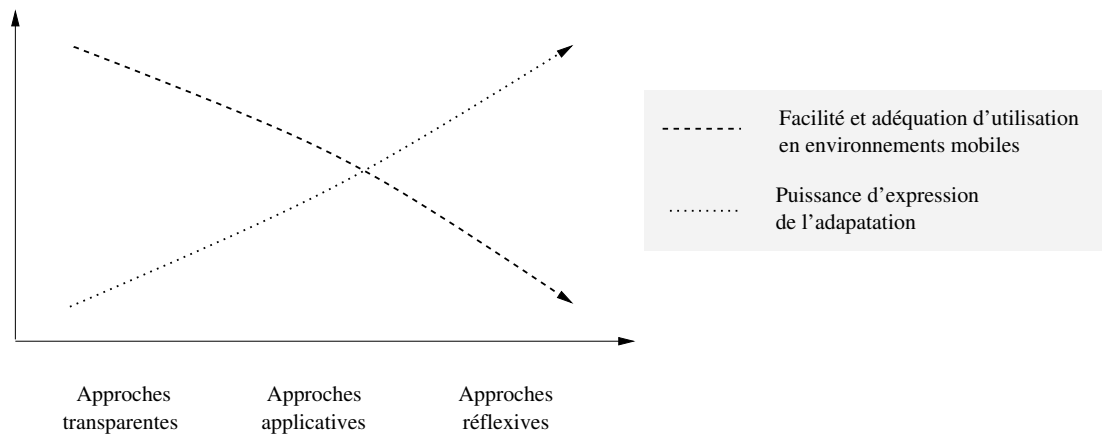 Facilité et adéquation d'utilisation
en environnements mobiles
Puissance d'expression
de l'adapatation
Approches
transparentes
Approches
applicatives
Approches
réflexives